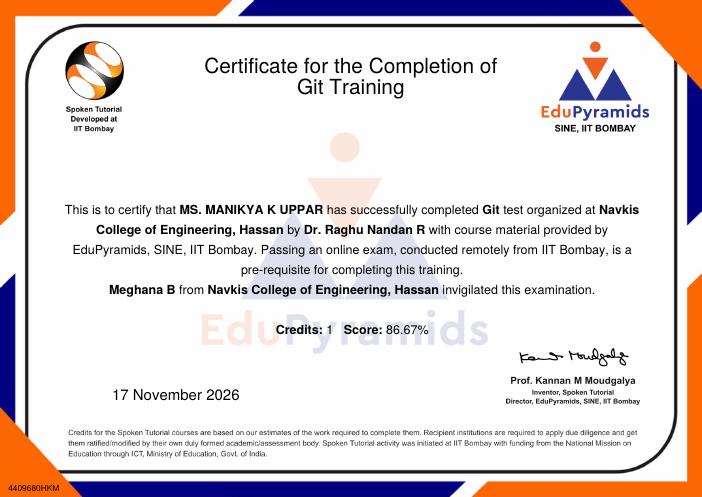 Certificate for the Completion of
Git Training
Spoken Tutorial
Developed at
IIT Bombay
EduPyramids
SINE, IIT BOMBAY
This is to certify that MS. MANIKYA K UPPAR has successfully completed Git test organized at Navkis
College of Engineering, Hassan by Dr. Raghu Nandan R with course material provided by
EduPyramids, SINE, IIT Bombay. Passing an online exam, conducted remotely from IIT Bombay, is a
pre-requisite for completing this training.
Meghana B from Navkis College of Engineering, Hassan invigilated this examination.
EduPyramids
Credits: 1 Score: 86.67%
17 November 2026
Kannan Moudgalya
Prof. Kannan M Moudgalya
Inventor, Spoken Tutorial
Director, EduPyramids, SINE, IIT Bombay
Credits for the Spoken Tutorial courses are based on our estimates of the work required to complete them. Recipient institutions are required to apply due diligence and get
them ratified/modified by their own duly formed academic/assessment body. Spoken Tutorial activity was initiated at IIT Bombay with funding from the National Mission on
Education through ICT, Ministry of Education, Govt. of India.
4409680HKM